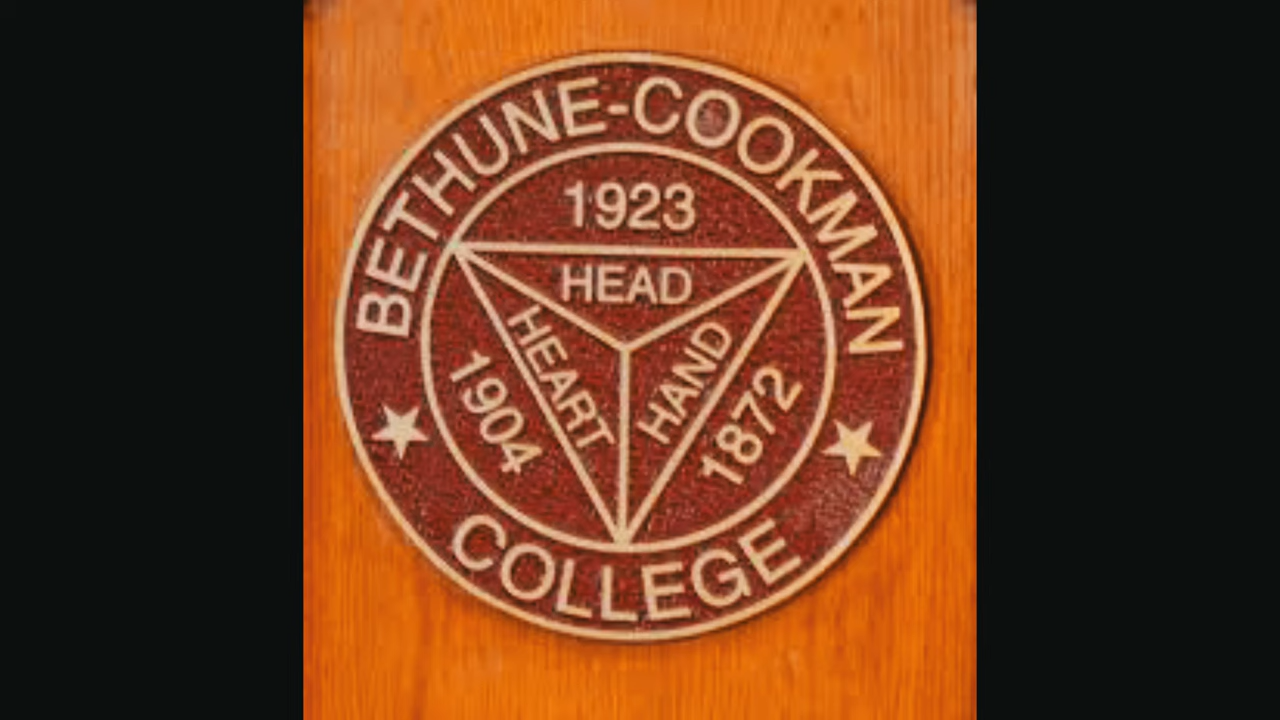 BETHUNE-COOKMAN
1923
HEAD
HEART
HAND
1904
1872
COLLEGE